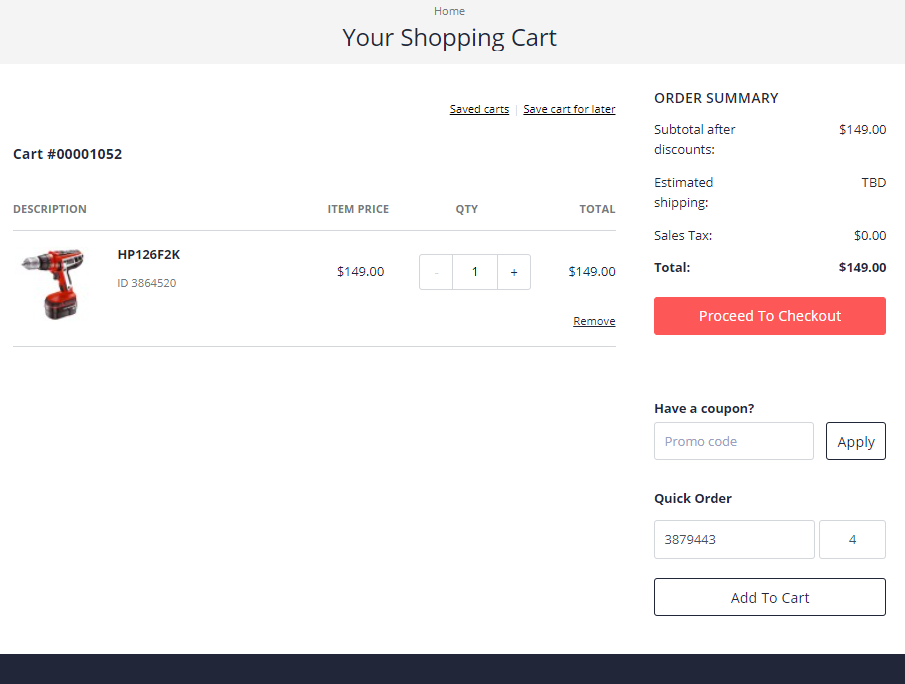 Home
Your Shopping Cart
Saved carts | Save cart for later
Cart #00001052
DESCRIPTION ITEM PRICE QTY TOTAL
HP126F2K
ID 3864520
$149.00 - 1 + $149.00
Remove
ORDER SUMMARY
Subtotal after $149.00
discounts:
Estimated TBD
shipping:
Sales Tax: $0.00
Total: $149.00
Proceed To Checkout
Have a coupon?
Promo code Apply
Quick Order
3879443 4
Add To Cart